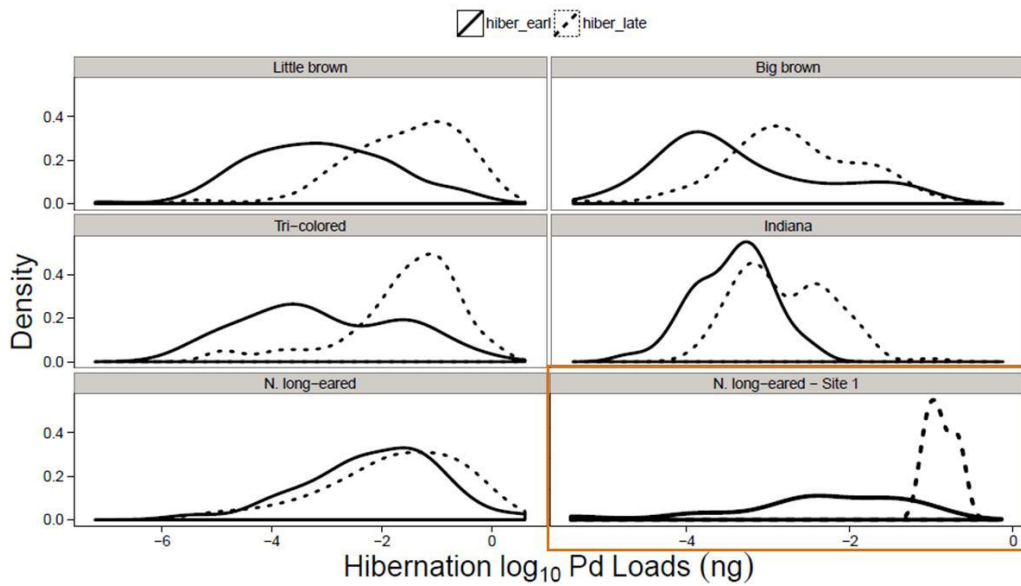 hiber_earl hiber_late
Little brown Big brown
0.4
0.2
0.0
Tri-colored Indiana
0.4
0.2
0.0
N. long-eared N. long-eared - Site 1
0.4
0.2
0.0
-6 -4 -2 0 -4 -2 0
Density
Hibernation log₁₀ Pd Loads (ng)